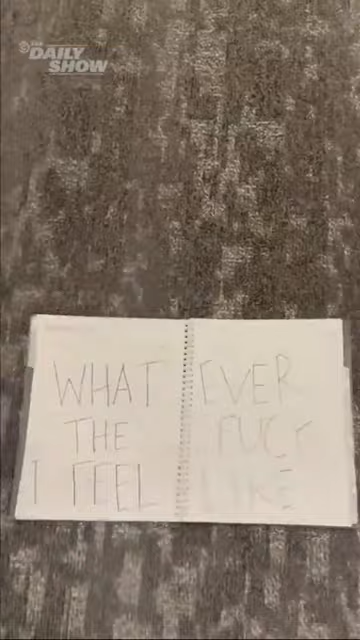 THE
DAILY
SHOW
WHAT EVER
THE FUCK
I FEEL LIKE